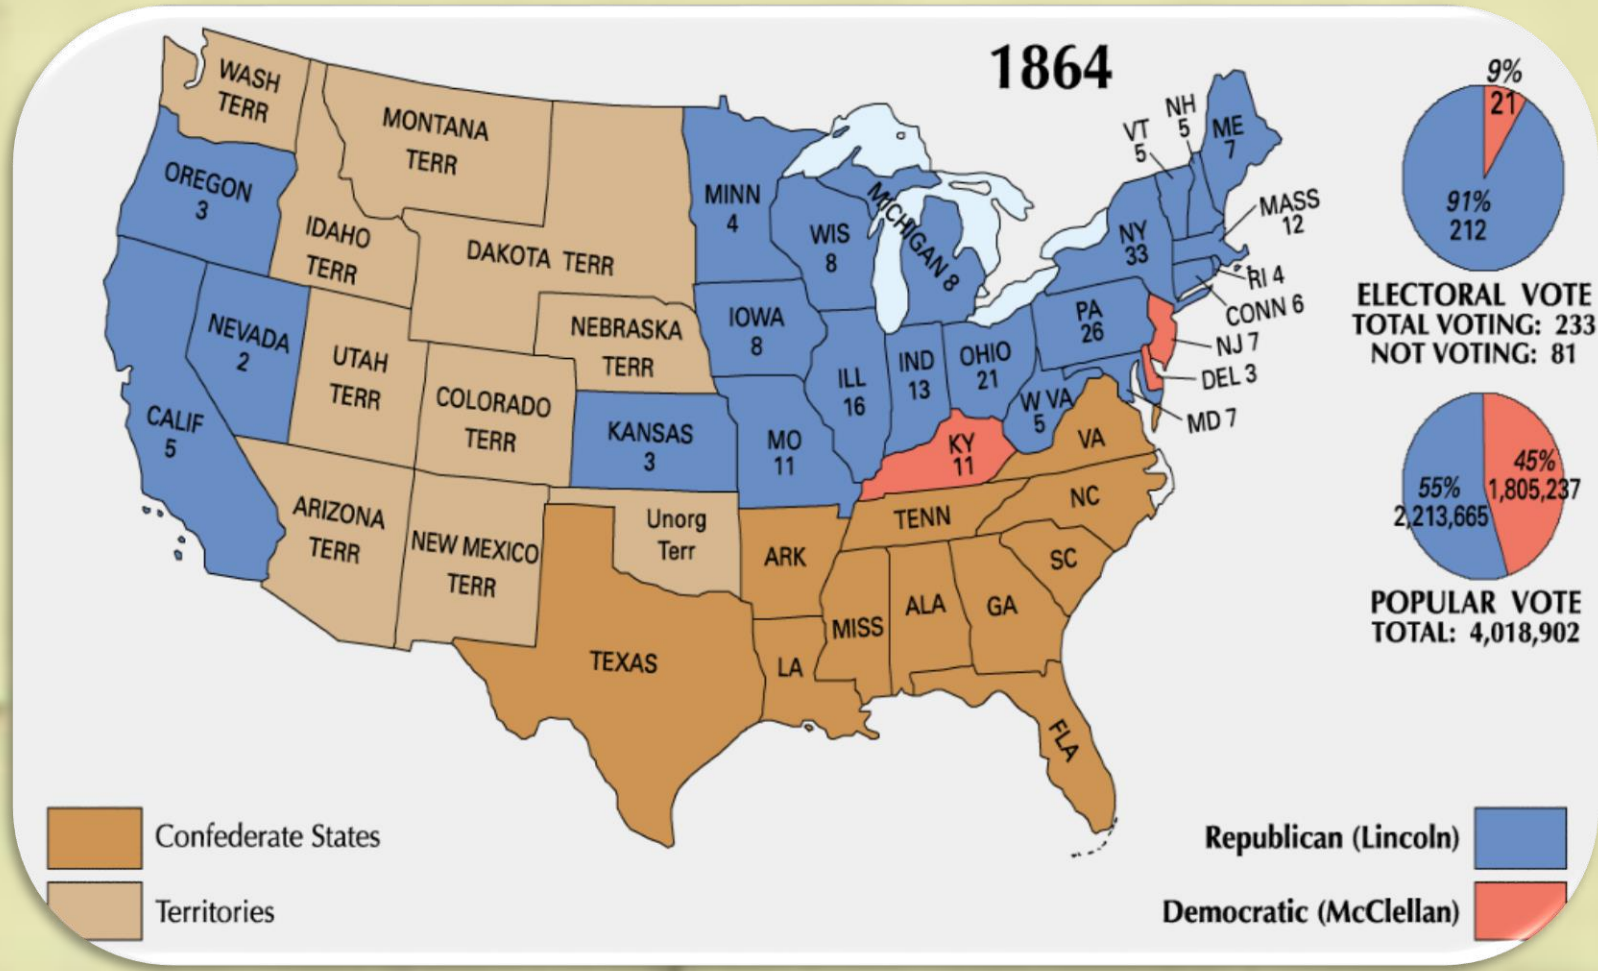 1864
WASH
TERR
MONTANA
TERR
OREGON
3
IDAHO
TERR
DAKOTA TERR
MINN
4
WIS
8
MICHIGAN 8
VT
5
NH
5
ME
7
MASS
12
NY
33
RI 4
CONN 6
PA
26
NJ 7
DEL 3
MD 7
NEVADA
2
UTAH
TERR
NEBRASKA
TERR
IOWA
8
COLORADO
TERR
CALIF
5
KANSAS
3
MO
11
ILL
16
IND
13
OHIO
21
W VA
5
VA
KY
11
ARIZONA
TERR
NEW MEXICO
TERR
Unorg
Terr
TENN
NC
ARK
SC
MISS
ALA
GA
TEXAS
LA
FLA
9%
21
91%
212
ELECTORAL VOTE
TOTAL VOTING: 233
NOT VOTING: 81
45%
1,805,237
55%
2,213,665
POPULAR VOTE
TOTAL: 4,018,902
Confederate States
Territories
Republican (Lincoln)
Democratic (McClellan)